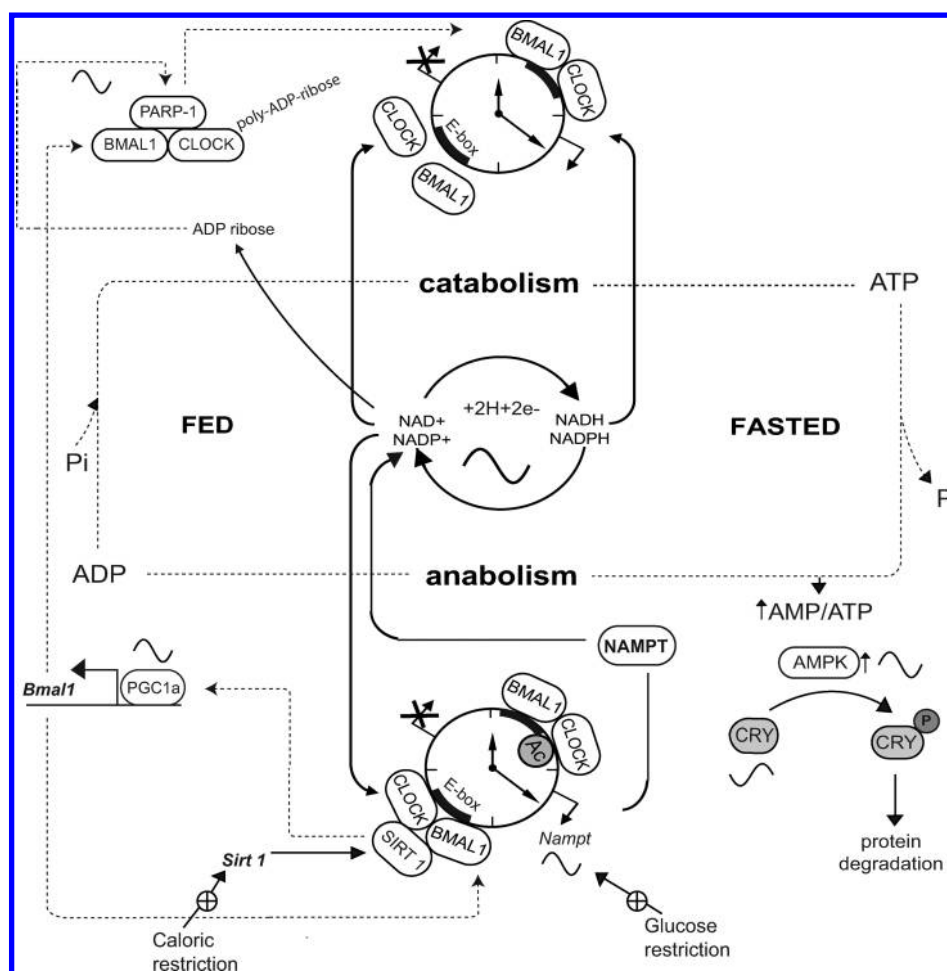 BMAL1
CLOCK
PARP-1
BMAL1
CLOCK
poly-ADP-ribose
CLOCK
E-box
BMAL1
ADP ribose
catabolism
ATP
+2H+2e-
NAD+
NADP+
NADH
NADPH
FED
FASTED
Pi
P
ADP
anabolism
↑AMP/ATP
NAMPT
AMPK↑
Bmal1
PGC1a
BMAL1
CLOCK
Ac
P
CRY
CRY
E-box
CLOCK
SIRT 1
BMAL1
Nampt
Sirt 1
protein
degradation
Caloric
restriction
Glucose
restriction